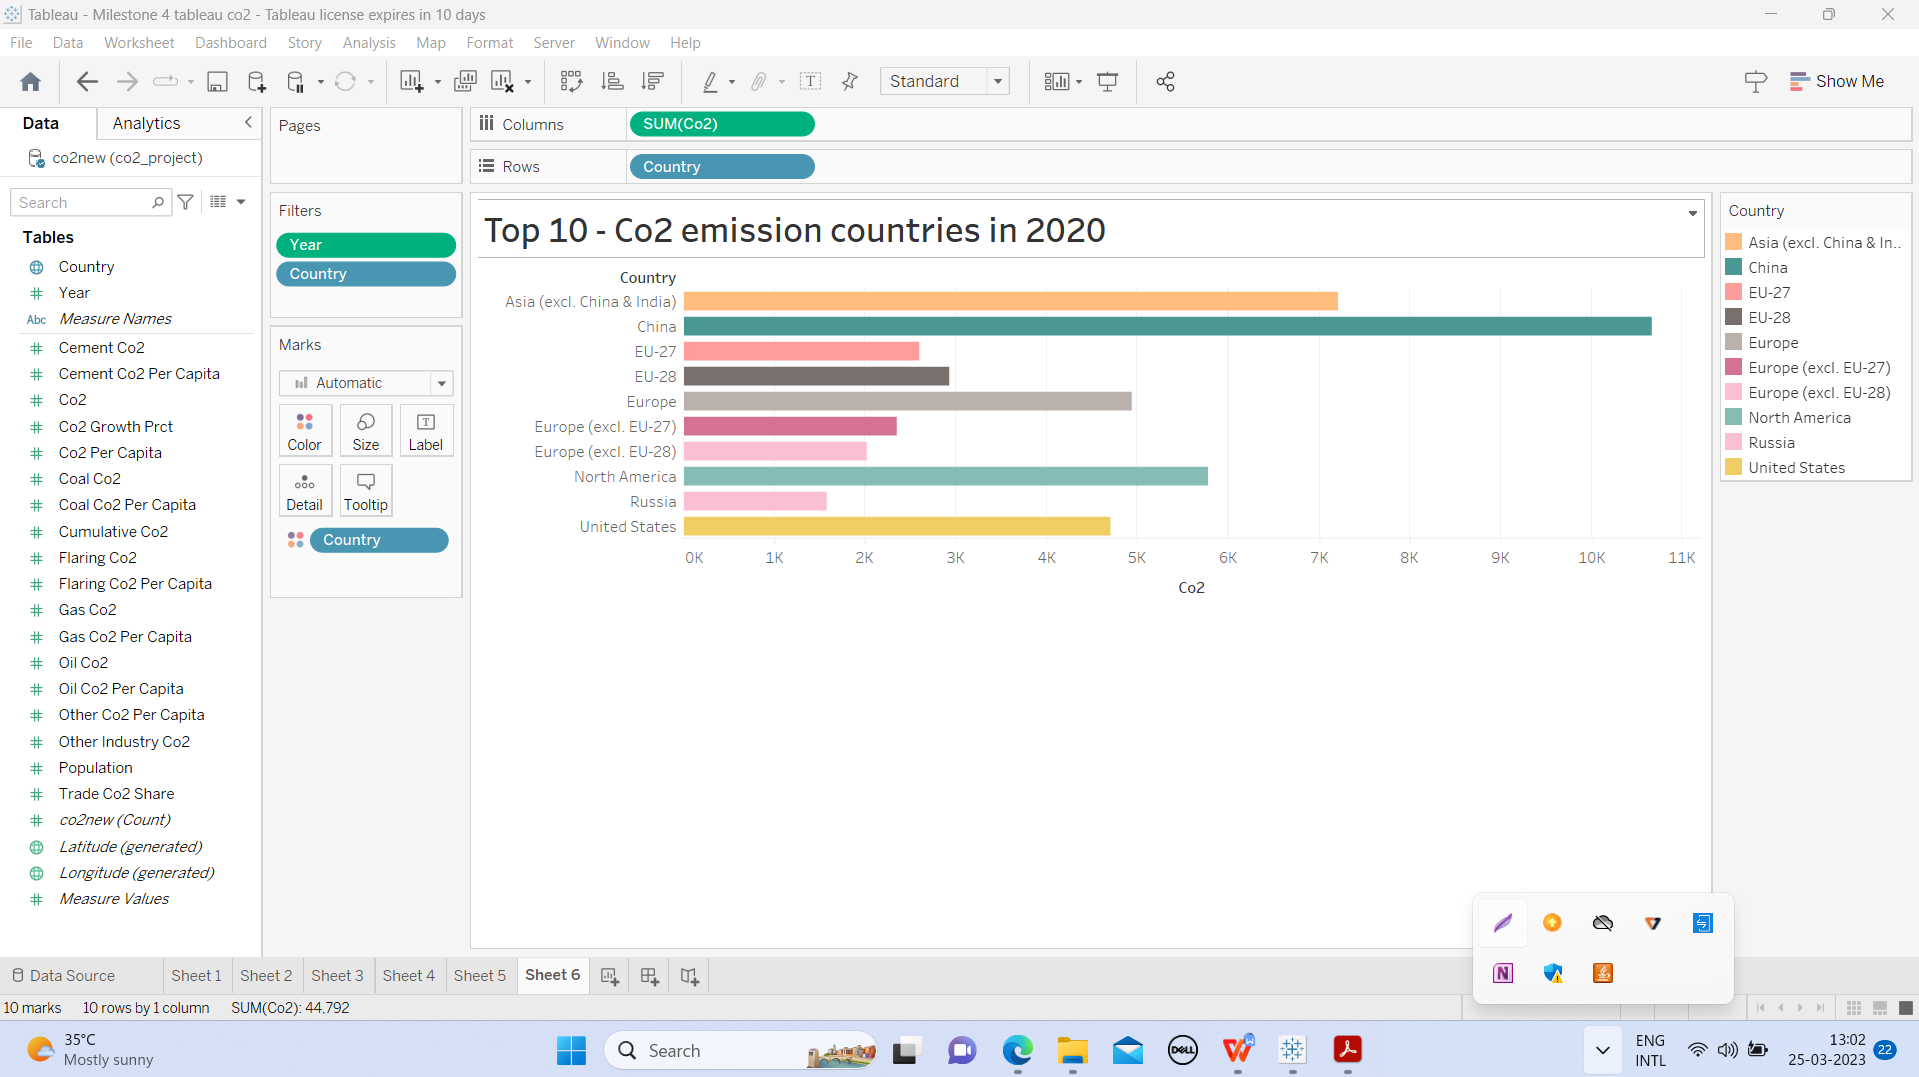 Tableau - Milestone 4 tableau co2 - Tableau license expires in 10 days
File Data Worksheet Dashboard Story Analysis Map Format Server Window Help
Standard
Show Me
Data Analytics
co2new (co2_project)
Search
Tables
Country
Year
Abc Measure Names
Cement Co2
Cement Co2 Per Capita
Co2
Co2 Growth Prct
Co2 Per Capita
Coal Co2
Coal Co2 Per Capita
Cumulative Co2
Flaring Co2
Flaring Co2 Per Capita
Gas Co2
Gas Co2 Per Capita
Oil Co2
Oil Co2 Per Capita
Other Co2 Per Capita
Other Industry Co2
Population
Trade Co2 Share
co2new (Count)
Latitude (generated)
Longitude (generated)
Measure Values
Pages
Filters
Year
Country
Marks
Automatic
Color Size Label
Detail Tooltip
Country
Columns SUM(Co2)
Rows Country
Top 10 - Co2 emission countries in 2020
Country
Asia (excl. China & India)
China
EU-27
EU-28
Europe
Europe (excl. EU-27)
Europe (excl. EU-28)
North America
Russia
United States
0K 1K 2K 3K 4K 5K 6K 7K 8K 9K 10K 11K
Co2
Country
Asia (excl. China & In..
China
EU-27
EU-28
Europe
Europe (excl. EU-27)
Europe (excl. EU-28)
North America
Russia
United States
Data Source Sheet 1 Sheet 2 Sheet 3 Sheet 4 Sheet 5 Sheet 6
10 marks 10 rows by 1 column SUM(Co2): 44,792
35°C
Mostly sunny
Search
DELL
ENG
INTL
13:02
25-03-2023
22